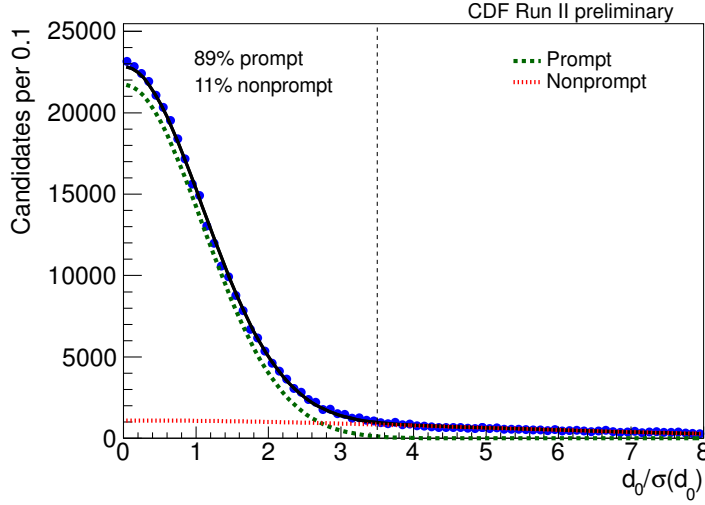 CDF Run II preliminary
Candidates per 0.1
25000
20000
15000
10000
5000
0
89% prompt
11% nonprompt
Prompt
Nonprompt
0 1 2 3 4 5 6 7 8
d₀/σ(d₀)